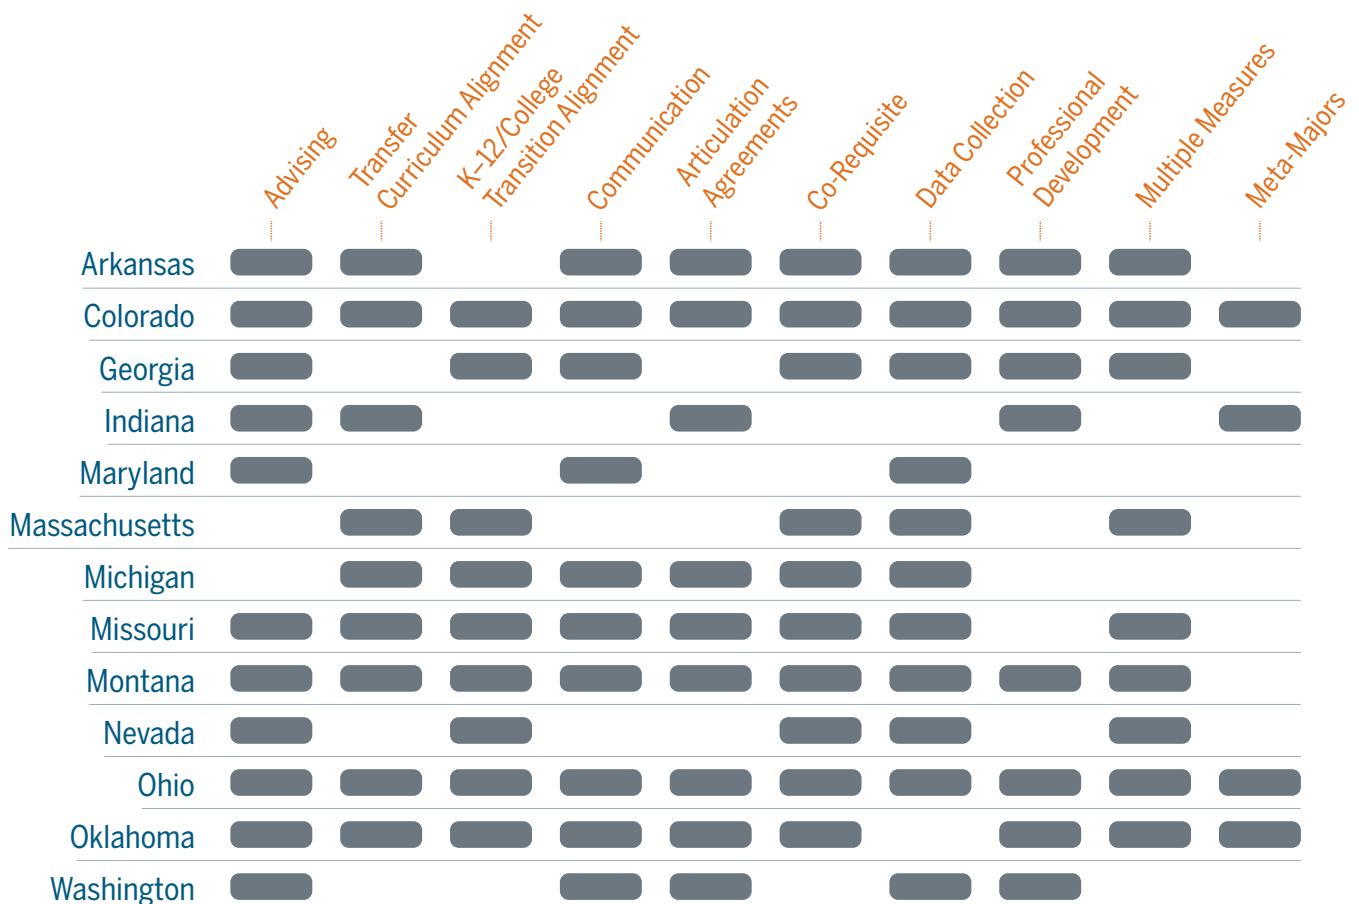 Advising
Transfer
Curriculum Alignment
K–12/College
Transition Alignment
Communication
Articulation
Agreements
Co-Requisite
Data Collection
Professional
Development
Multiple Measures
Meta-Majors
Arkansas
Colorado
Georgia
Indiana
Maryland
Massachusetts
Michigan
Missouri
Montana
Nevada
Ohio
Oklahoma
Washington